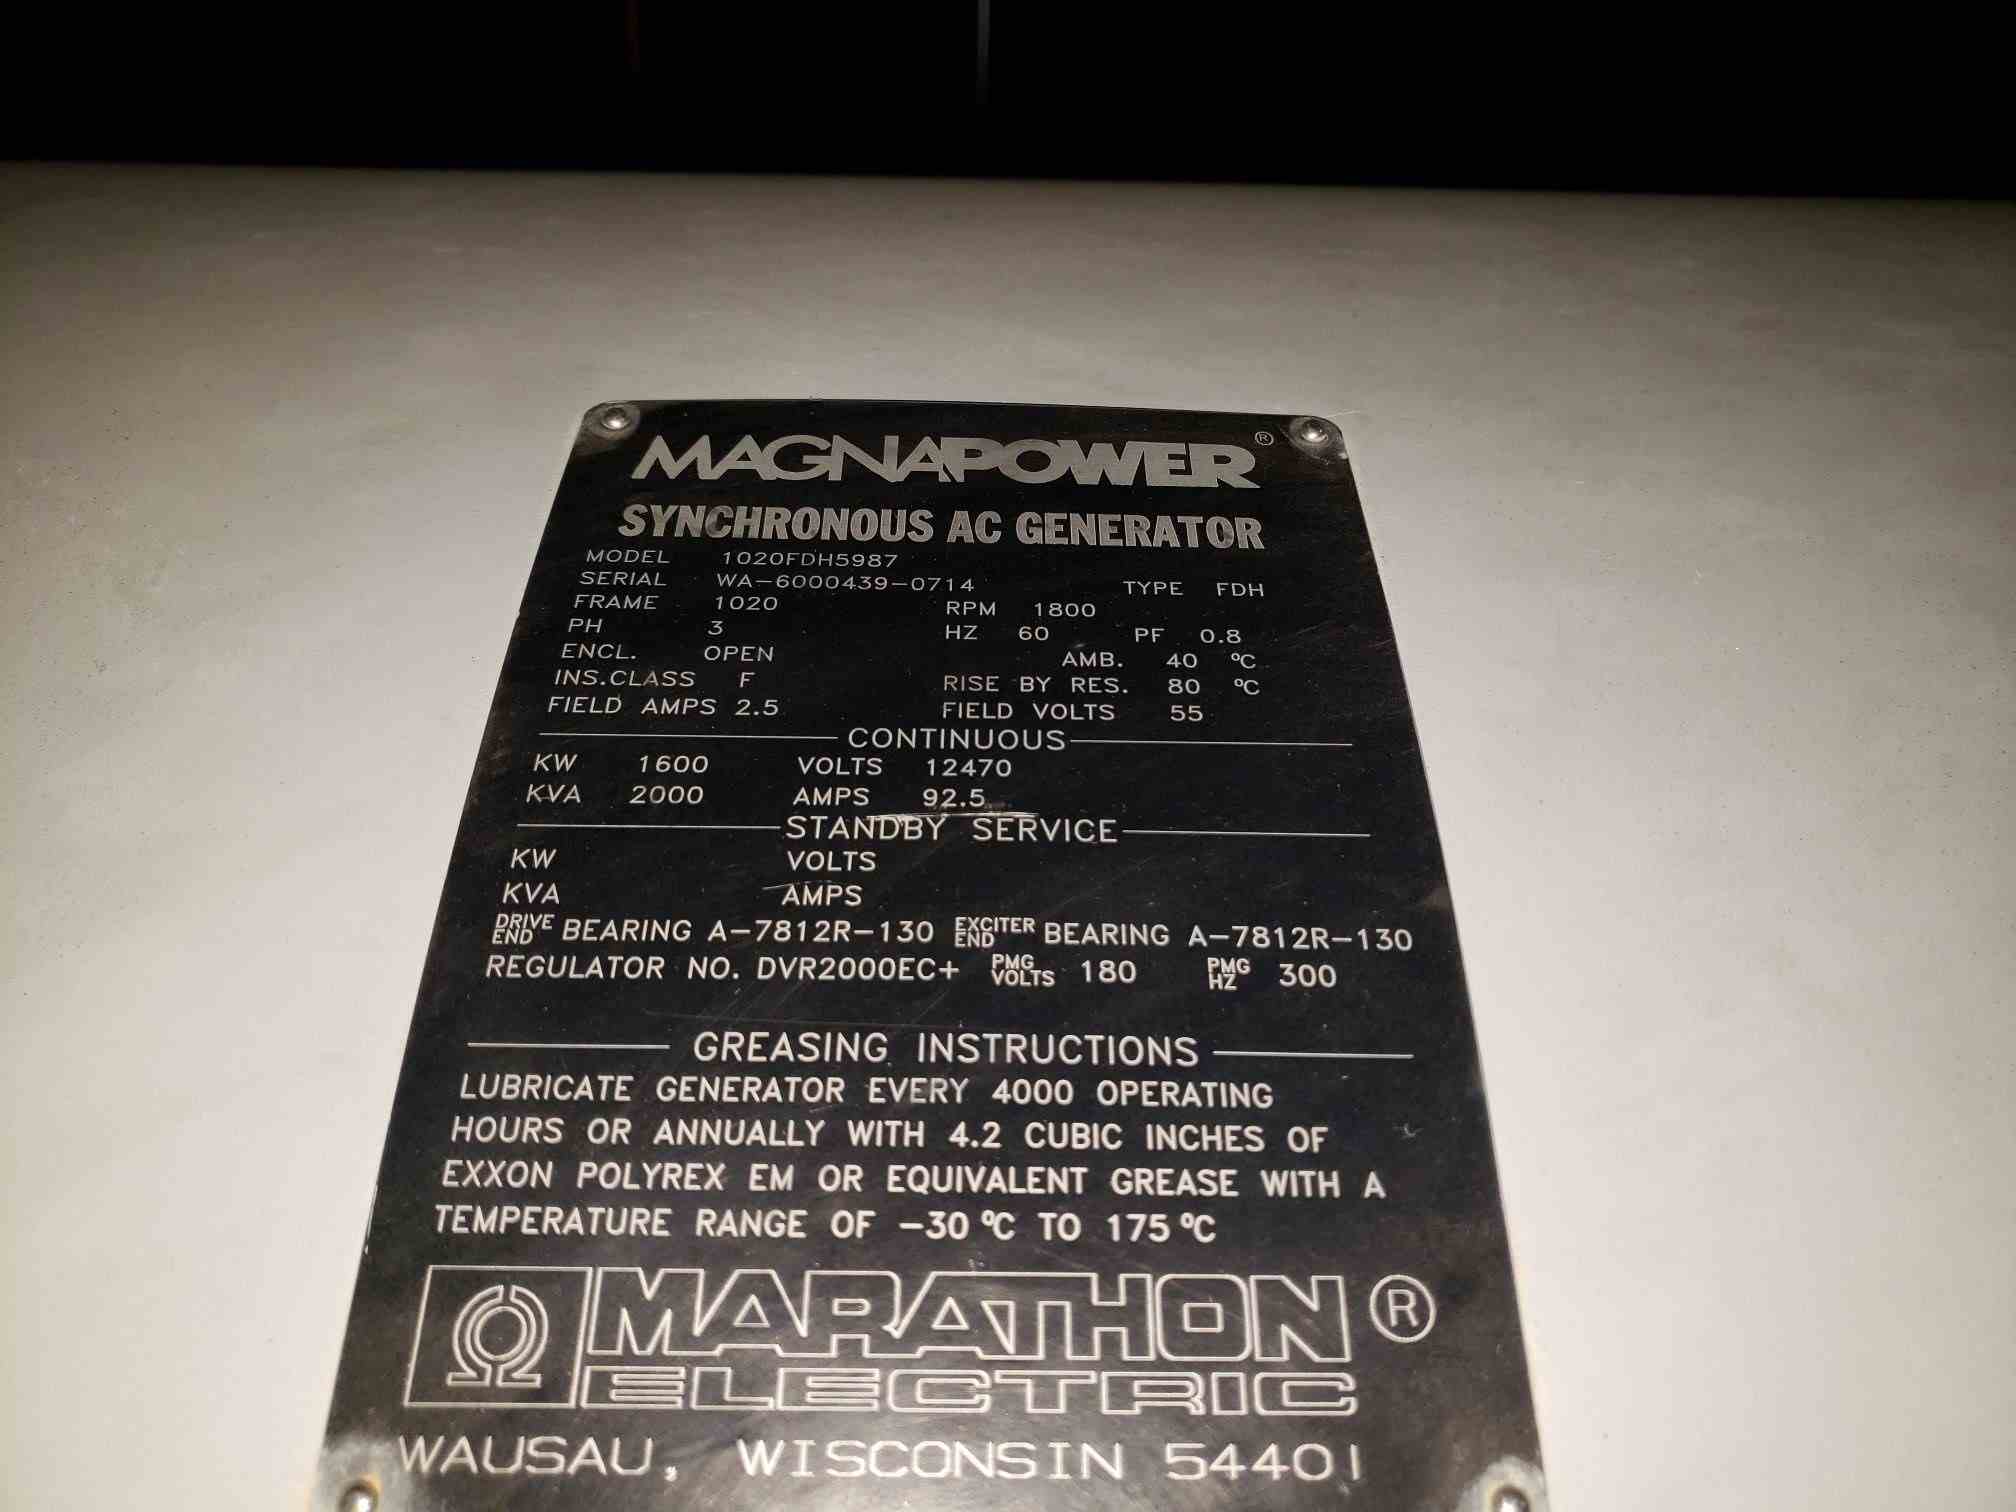 MAGNAPOWER®
SYNCHRONOUS AC GENERATOR
MODEL 1020FDH5987
SERIAL WA-6000439-0714 TYPE FDH
FRAME 1020 RPM 1800
PH 3 HZ 60 PF 0.8
ENCL. OPEN AMB. 40 °C
INS.CLASS F RISE BY RES. 80 °C
FIELD AMPS 2.5 FIELD VOLTS 55
CONTINUOUS
KW 1600 VOLTS 12470
KVA 2000 AMPS 92.5
STANDBY SERVICE
KW VOLTS
KVA AMPS
DRIVE END BEARING A-7812R-130 EXCITER END BEARING A-7812R-130
REGULATOR NO. DVR2000EC+ PMG VOLTS 180 PMG HZ 300
GREASING INSTRUCTIONS
LUBRICATE GENERATOR EVERY 4000 OPERATING
HOURS OR ANNUALLY WITH 4.2 CUBIC INCHES OF
EXXON POLYREX EM OR EQUIVALENT GREASE WITH A
TEMPERATURE RANGE OF -30 °C TO 175 °C
MARATHON®
ELECTRIC
WAUSAU, WISCONSIN 54401